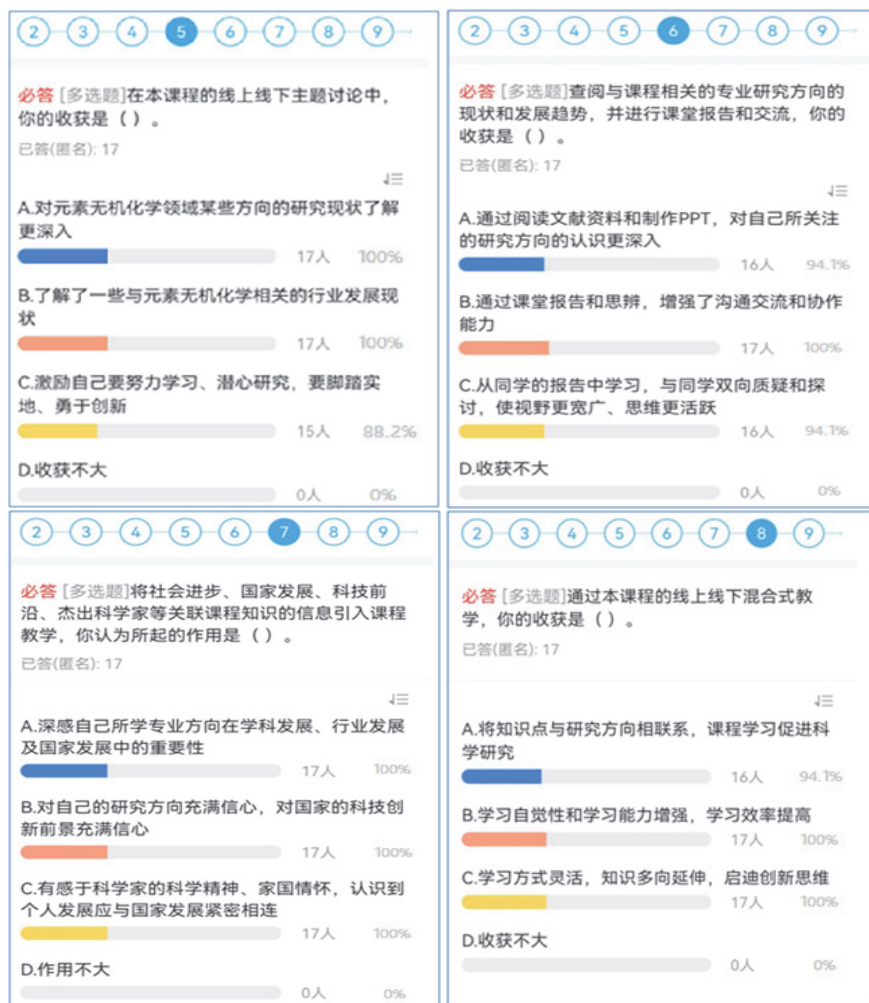 2 3 4 5 6 7 8 9
必答 [多选题]在本课程的线上线下主题讨论中，
你的收获是（ ）。
已答(匿名): 17
A.对元素无机化学领域某些方向的研究现状了解
更深入
17人 100%
B.了解了一些与元素无机化学相关的行业发展现
状
17人 100%
C.激励自己要努力学习、潜心研究，要脚踏实
地、勇于创新
15人 88.2%
D.收获不大
0人 0%
2 3 4 5 6 7 8 9
必答 [多选题]查阅与课程相关的专业研究方向的
现状和发展趋势，并进行课堂报告和交流，你的
收获是（ ）。
已答(匿名): 17
A.通过阅读文献资料和制作PPT，对自己所关注
的研究方向的认识更深入
16人 94.1%
B.通过课堂报告和思辨，增强了沟通交流和协作
能力
17人 100%
C.从同学的报告中学习，与同学双向质疑和探
讨，使视野更宽广、思维更活跃
16人 94.1%
D.收获不大
0人 0%
2 3 4 5 6 7 8 9
必答 [多选题]将社会进步、国家发展、科技前
沿、杰出科学家等关联课程知识的信息引入课程
教学，你认为所起的作用是（ ）。
已答(匿名): 17
A.深感自己所学专业方向在学科发展、行业发展
及国家发展中的重要性
17人 100%
B.对自己的研究方向充满信心，对国家的科技创
新前景充满信心
17人 100%
C.有感于科学家的科学精神、家国情怀，认识到
个人发展应与国家发展紧密相连
17人 100%
D.作用不大
0人 0%
2 3 4 5 6 7 8 9
必答 [多选题]通过本课程的线上线下混合式教
学，你的收获是（ ）。
已答(匿名): 17
A.将知识点与研究方向相联系，课程学习促进科
学研究
16人 94.1%
B.学习自觉性和学习能力增强，学习效率提高
17人 100%
C.学习方式灵活，知识多向延伸，启迪创新思维
17人 100%
D.收获不大
0人 0%